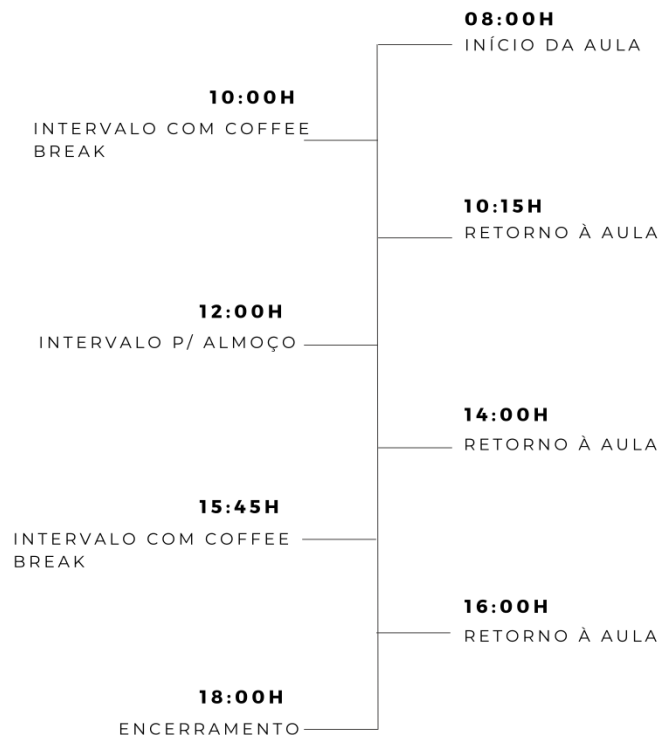 08:00H
INÍCIO DA AULA
10:00H
INTERVALO COM COFFEE
BREAK
10:15H
RETORNO À AULA
12:00H
INTERVALO P/ ALMOÇO
14:00H
RETORNO À AULA
15:45H
INTERVALO COM COFFEE
BREAK
16:00H
RETORNO À AULA
18:00H
ENCERRAMENTO